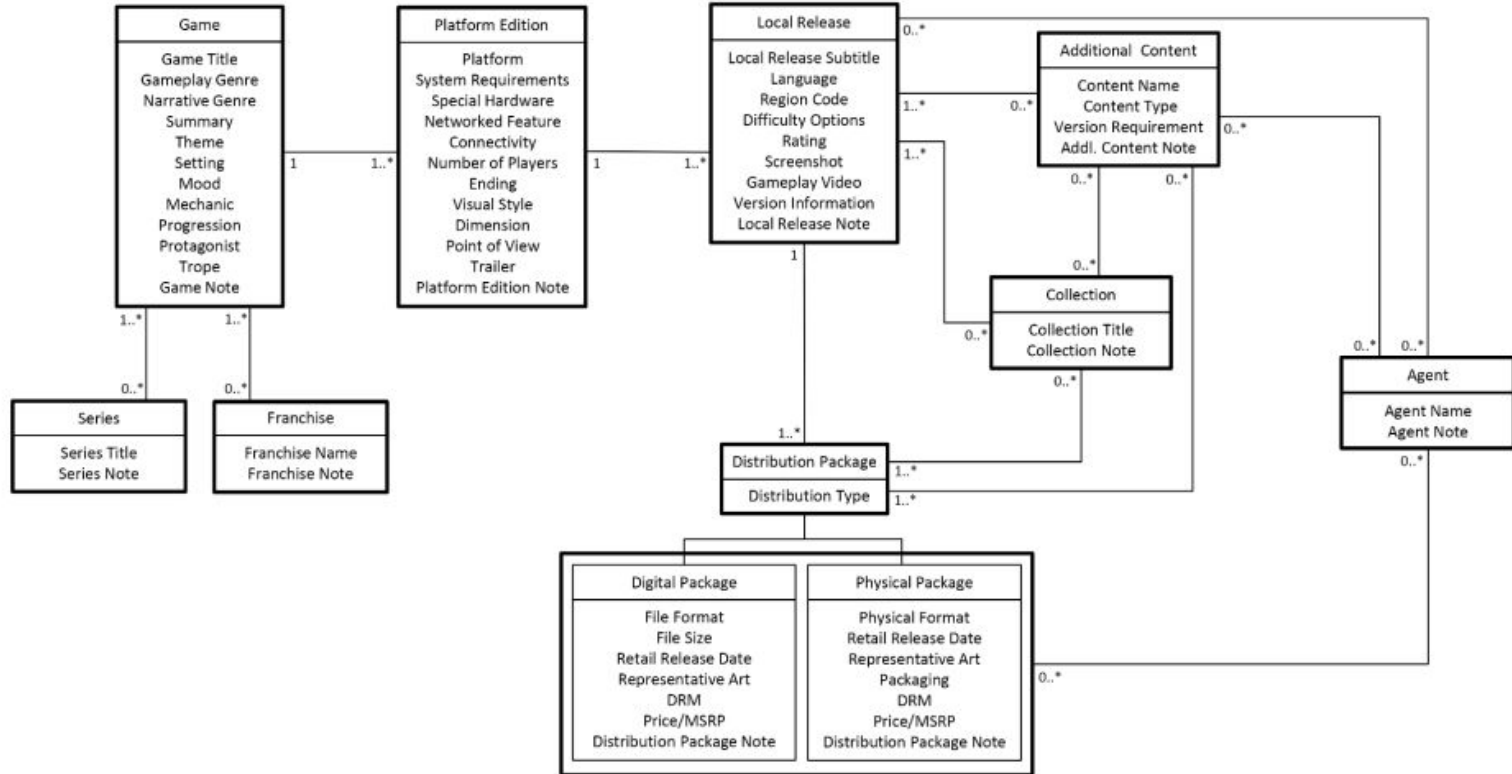 Game
Game Title
Gameplay Genre
Narrative Genre
Summary
Theme
Setting
Mood
Mechanic
Progression
Protagonist
Trope
Game Note
1
1..*
1..*
1..*
Platform Edition
Platform
System Requirements
Special Hardware
Networked Feature
Connectivity
Number of Players
Ending
Visual Style
Dimension
Point of View
Trailer
Platform Edition Note
1
1..*
Local Release
Local Release Subtitle
Language
Region Code
Difficulty Options
Rating
Screenshot
Gameplay Video
Version Information
Local Release Note
0..*
1..*
0..*
1..*
1
Additional Content
Content Name
Content Type
Version Requirement
Addl. Content Note
0..*
0..*
0..*
0..*
Collection
Collection Title
Collection Note
0..*
0..*
0..*
0..*
Agent
Agent Name
Agent Note
0..*
0..*
0..*
Series
Series Title
Series Note
Franchise
Franchise Name
Franchise Note
1..*
Distribution Package
Distribution Type
1..*
1..*
Digital Package
File Format
File Size
Retail Release Date
Representative Art
DRM
Price/MSRP
Distribution Package Note
Physical Package
Physical Format
Retail Release Date
Representative Art
Packaging
DRM
Price/MSRP
Distribution Package Note
0..*